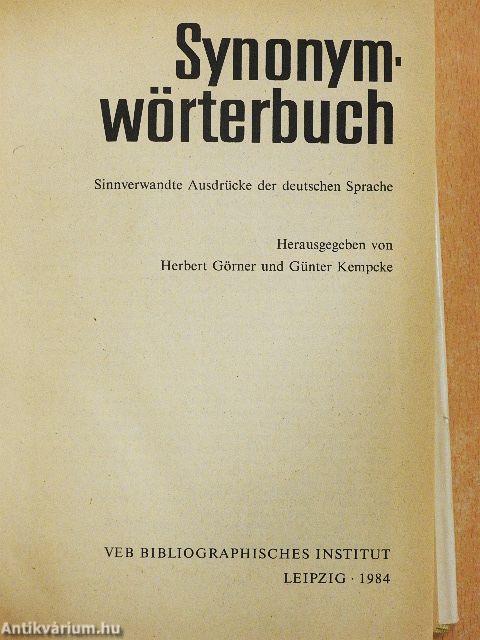 Synonym-
wörterbuch
Sinnverwandte Ausdrücke der deutschen Sprache
Herausgegeben von
Herbert Görner und Günter Kempcke
VEB BIBLIOGRAPHISCHES INSTITUT
LEIPZIG · 1984
Antikvárium.hu